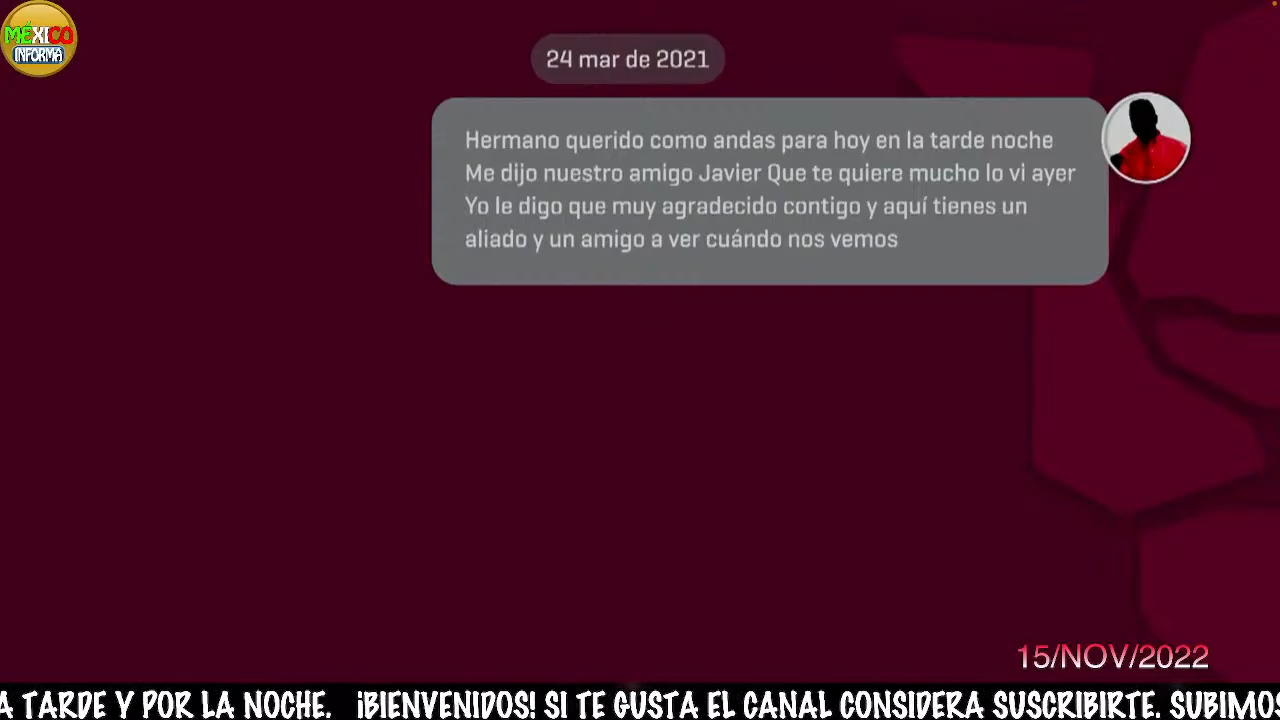 MÉXICO
INFORMA
24 mar de 2021
Hermano querido como andas para hoy en la tarde noche
Me dijo nuestro amigo Javier Que te quiere mucho lo vi ayer
Yo le digo que muy agradecido contigo y aquí tienes un
aliado y un amigo a ver cuándo nos vemos
15/NOV/2022
A TARDE Y POR LA NOCHE. ¡BIENVENIDOS! SI TE GUSTA EL CANAL CONSIDERA SUSCRIBIRTE. SUBIMOS